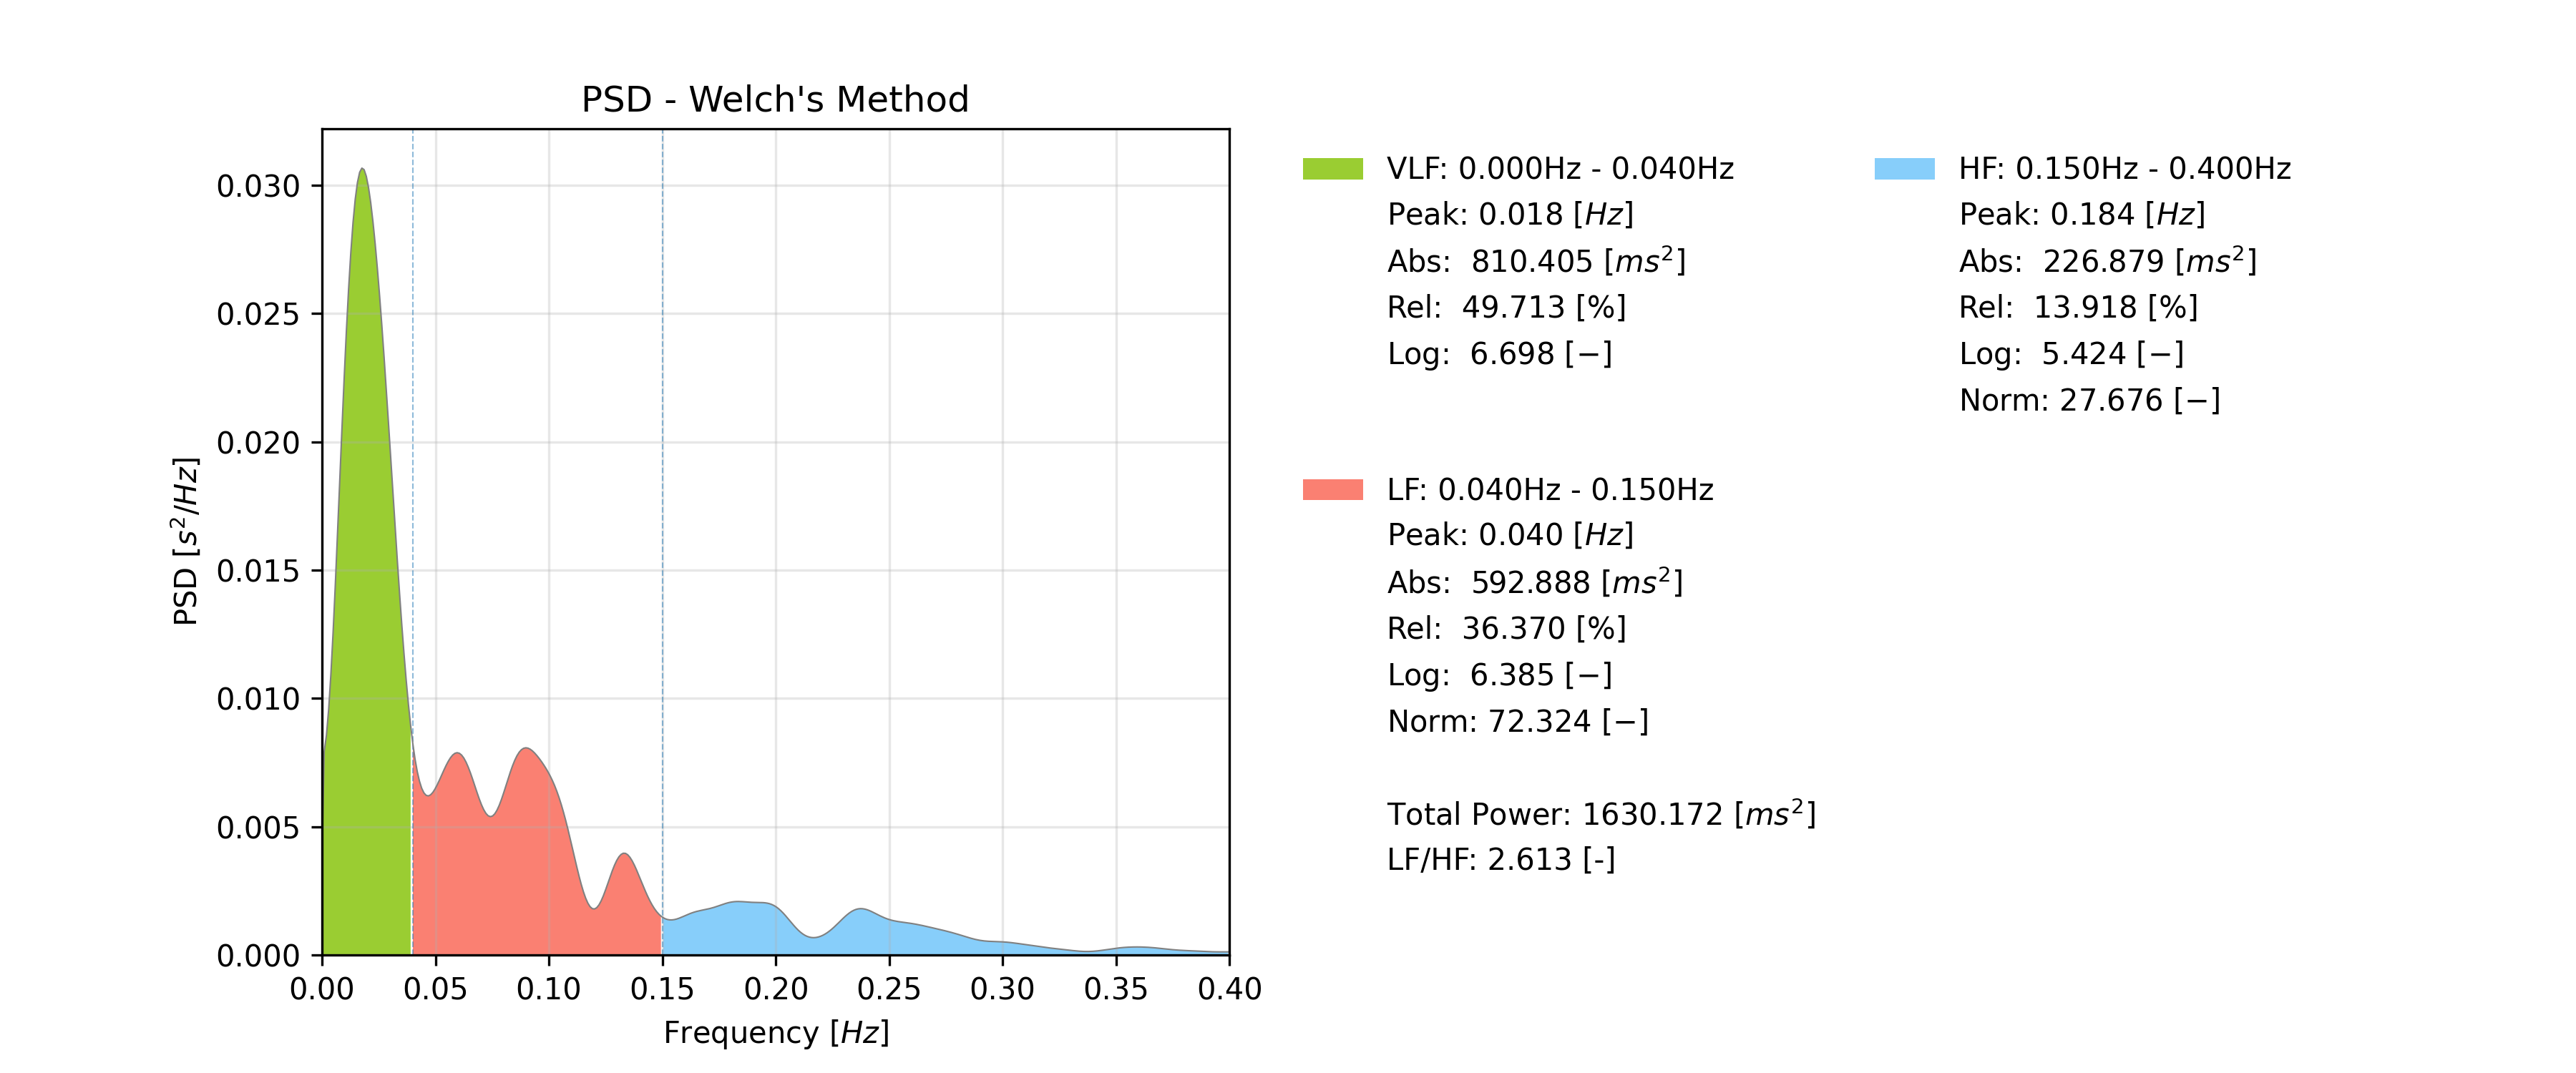 PSD - Welch's Method
PSD [s²/Hz]
0.030
0.025
0.020
0.015
0.010
0.005
0.000
0.00 0.05 0.10 0.15 0.20 0.25 0.30 0.35 0.40
Frequency [Hz]
VLF: 0.000Hz - 0.040Hz
Peak: 0.018 [Hz]
Abs: 810.405 [ms²]
Rel: 49.713 [%]
Log: 6.698 [−]
LF: 0.040Hz - 0.150Hz
Peak: 0.040 [Hz]
Abs: 592.888 [ms²]
Rel: 36.370 [%]
Log: 6.385 [−]
Norm: 72.324 [−]
Total Power: 1630.172 [ms²]
LF/HF: 2.613 [-]
HF: 0.150Hz - 0.400Hz
Peak: 0.184 [Hz]
Abs: 226.879 [ms²]
Rel: 13.918 [%]
Log: 5.424 [−]
Norm: 27.676 [−]